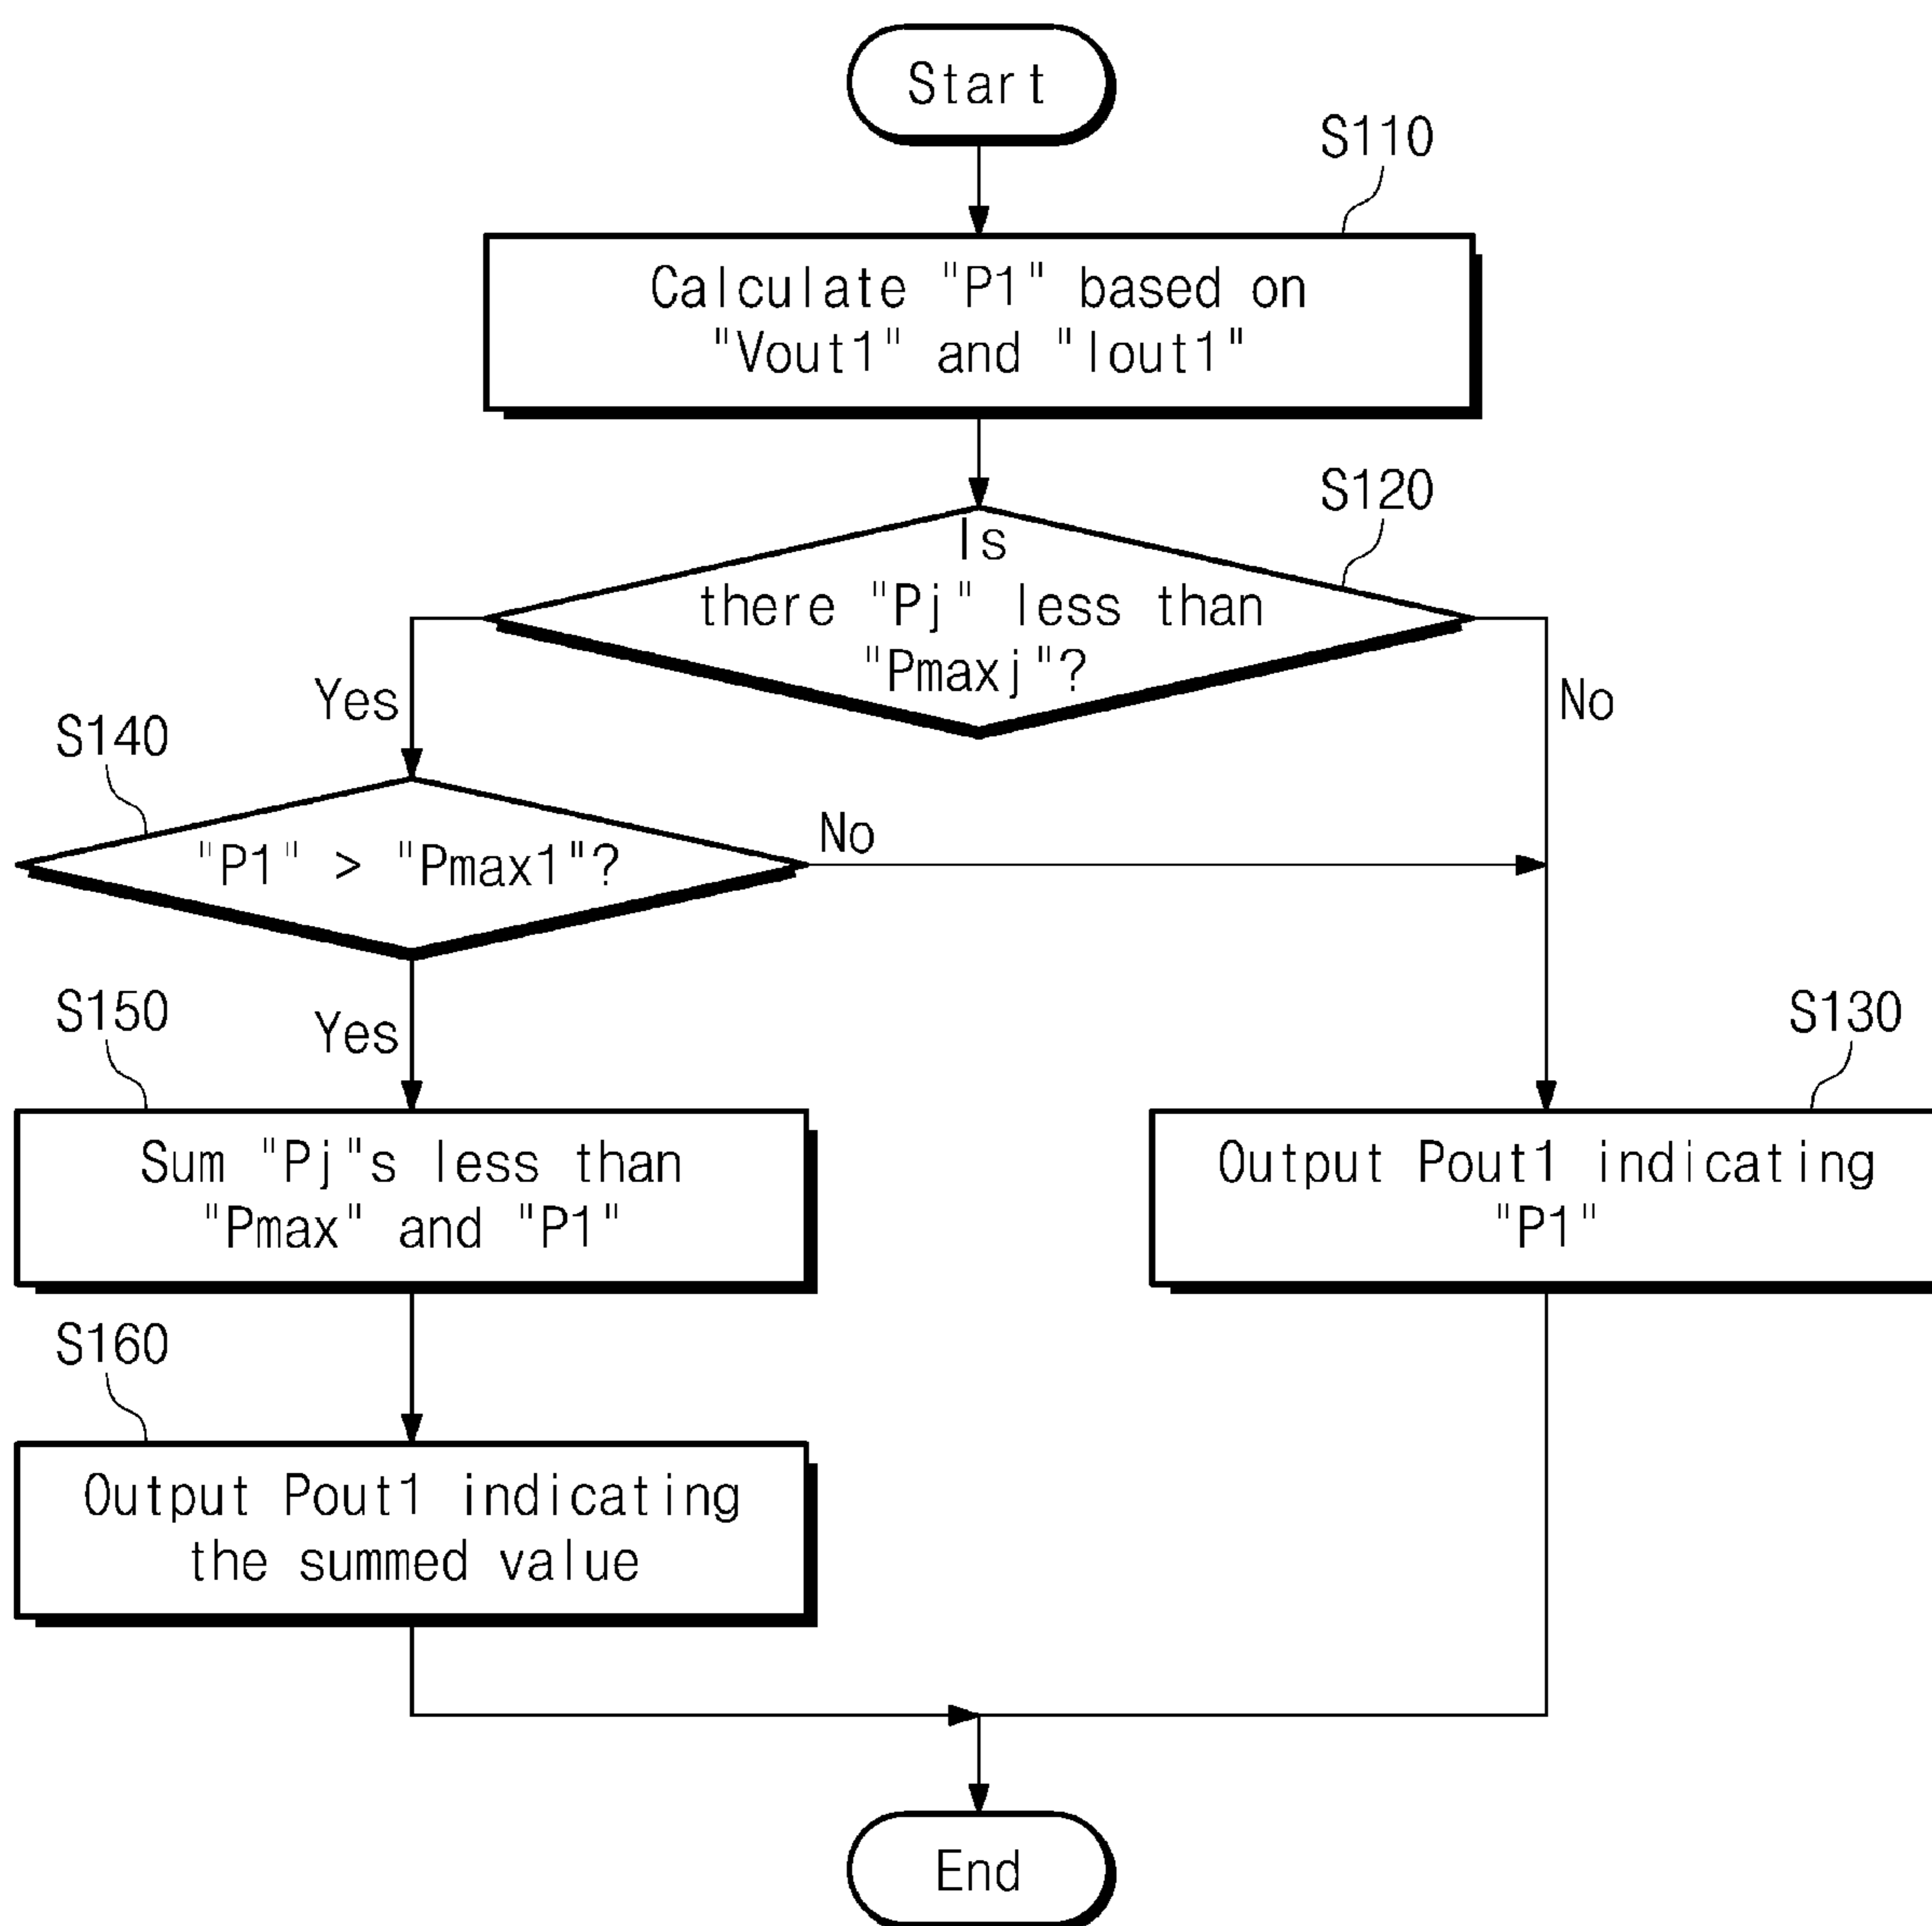 Start
S110
Calculate "P1" based on
"Vout1" and "Iout1"
S120
Is
there "Pj" less than
"Pmaxj"?
Yes
No
S140
"P1" > "Pmax1"?
No
S150
Yes
S130
Sum "Pj"s less than
"Pmax" and "P1"
Output Pout1 indicating
"P1"
S160
Output Pout1 indicating
the summed value
End